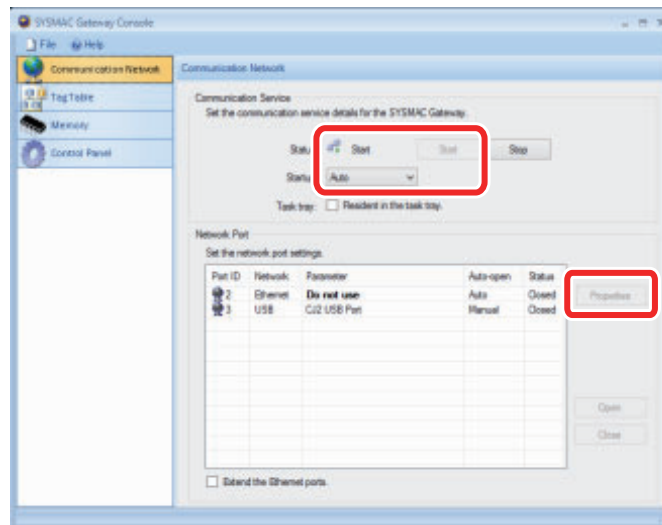 SYSMAC Gateway Console
File Help
Communication Network
Tag Table
Memory
Control Panel
Communication Network
Communication Service
Set the communication service details for the SYSMAC Gateway.
Status Start Start Stop
Startup Auto
Task tray: Resident in the task tray.
Network Port
Set the network port settings.
Port ID Network Parameter Auto-open Status
2 Ethernet Do not use Auto Closed
3 USB CJ2 USB Port Manual Closed
Properties
Open
Close
Extend the Ethernet ports.